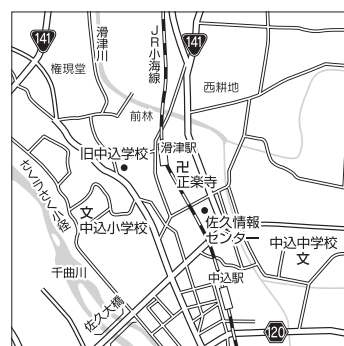 141
滑津川
JR小海線
141
権現堂
西耕地
前林
滑津駅
旧中込学校
卍
正楽寺
さくらさく小径
文
中込小学校
佐久情報
センター
中込中学校
文
千曲川
中込駅
佐久大橋
120